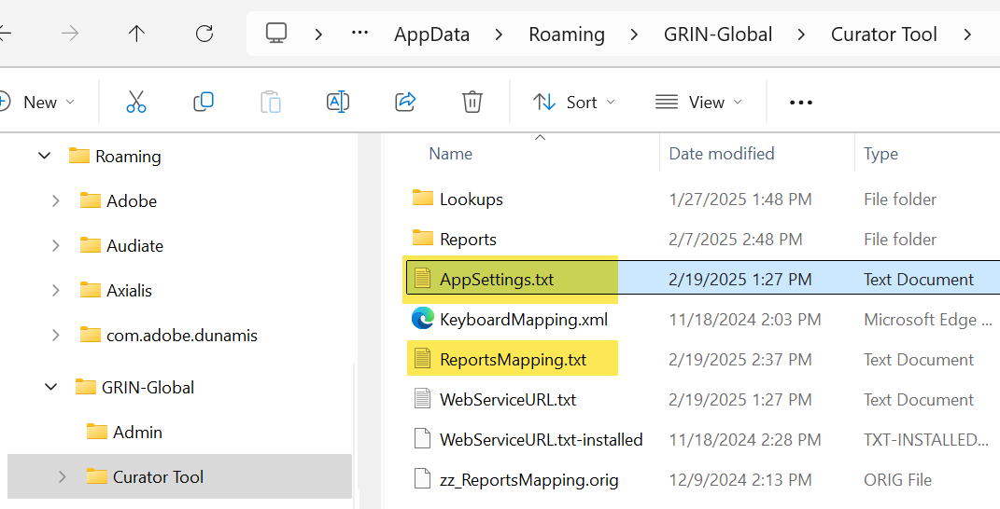 ... AppData Roaming GRIN-Global Curator Tool
New Sort View ...
Roaming
Adobe
Audiate
Axialis
com.adobe.dunamis
GRIN-Global
Admin
Curator Tool
Name Date modified Type
Lookups 1/27/2025 1:48 PM File folder
Reports 2/7/2025 2:48 PM File folder
AppSettings.txt 2/19/2025 1:27 PM Text Document
KeyboardMapping.xml 11/18/2024 2:03 PM Microsoft Edge ...
ReportsMapping.txt 2/19/2025 2:37 PM Text Document
WebServiceURL.txt 2/19/2025 1:27 PM Text Document
WebServiceURL.txt-installed 11/18/2024 2:28 PM TXT-INSTALLED...
zz_ReportsMapping.orig 12/9/2024 2:13 PM ORIG File